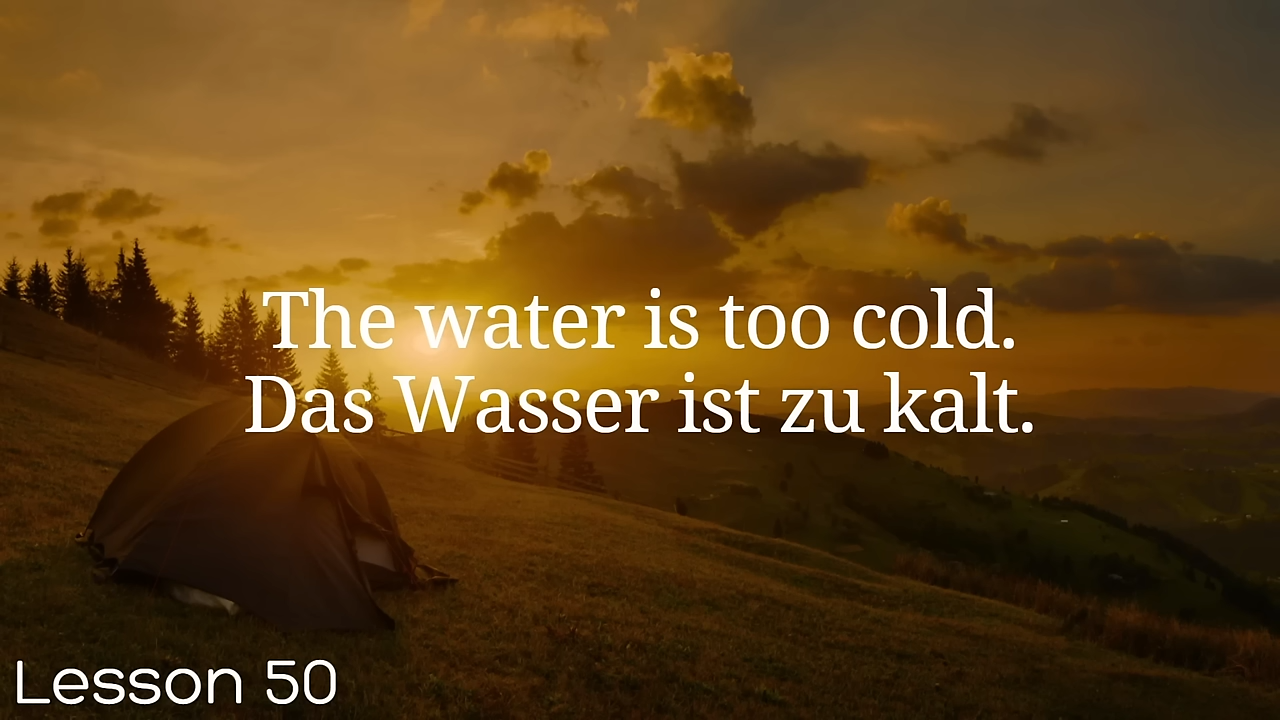 The water is too cold.
Das Wasser ist zu kalt.
Lesson 50